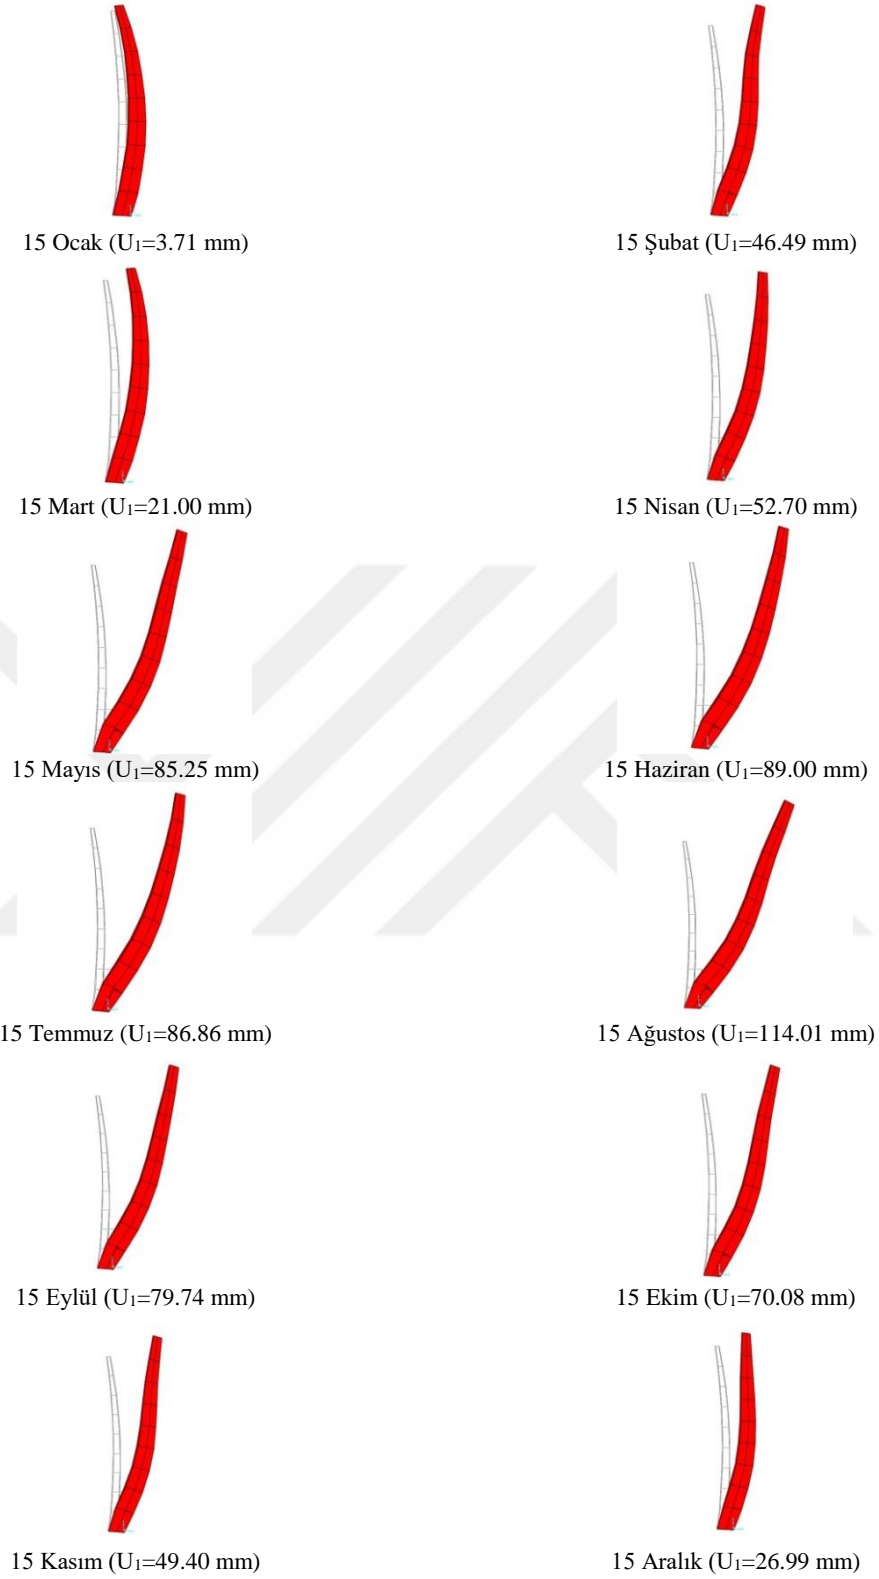 15 Ocak (U₁=3.71 mm)
15 Şubat (U₁=46.49 mm)
15 Mart (U₁=21.00 mm)
15 Nisan (U₁=52.70 mm)
15 Mayıs (U₁=85.25 mm)
15 Haziran (U₁=89.00 mm)
15 Temmuz (U₁=86.86 mm)
15 Ağustos (U₁=114.01 mm)
15 Eylül (U₁=79.74 mm)
15 Ekim (U₁=70.08 mm)
15 Kasım (U₁=49.40 mm)
15 Aralık (U₁=26.99 mm)